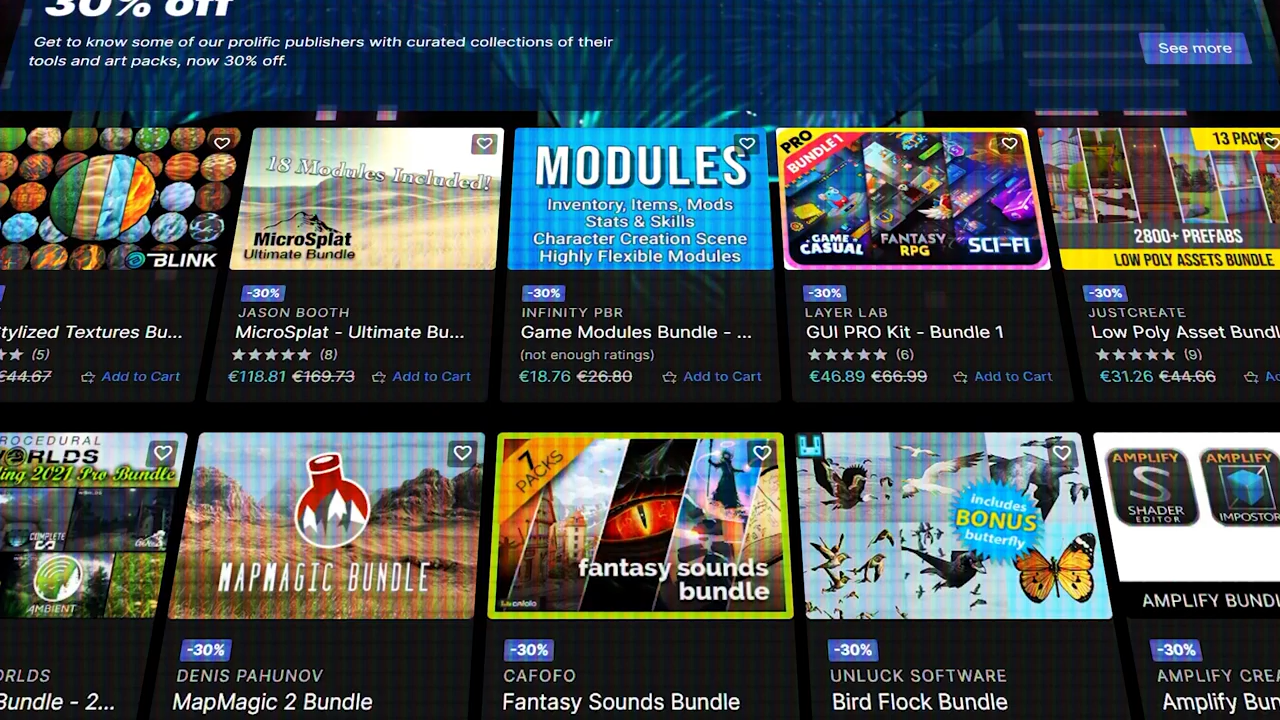 30% off
Get to know some of our prolific publishers with curated collections of their
tools and art packs, now 30% off.
See more
BLINK
Stylized Textures Bu...
(5)
€44.67
Add to Cart
18 Modules Included!
MicroSplat
Ultimate Bundle
-30%
JASON BOOTH
MicroSplat - Ultimate Bu...
(8)
€118.81 €169.73
Add to Cart
MODULES
Inventory, Items, Mods
Stats & Skills
Character Creation Scene
Highly Flexible Modules
-30%
INFINITY PBR
Game Modules Bundle - ...
(not enough ratings)
€18.76 €26.80
Add to Cart
PRO
BUNDLE1
GAME
CASUAL
FANTASY
RPG
SCI-FI
-30%
LAYER LAB
GUI PRO Kit - Bundle 1
(6)
€46.89 €66.99
Add to Cart
13 PACKS
2800+ PREFABS
LOW POLY ASSETS BUNDLE
-30%
JUSTCREATE
Low Poly Asset Bundl
(9)
€31.26 €44.66
Ad
ROCEDURAL
WORLDS
ing 2021 Pro Bundle
COMPLETE
AMBIENT
ORLDS
Bundle - 2...
MAPMAGIC BUNDLE
-30%
DENIS PAHUNOV
MapMagic 2 Bundle
7
PACKS
fantasy sounds
bundle
cafofo
-30%
CAFOFO
Fantasy Sounds Bundle
includes
BONUS
butterfly
-30%
UNLUCK SOFTWARE
Bird Flock Bundle
AMPLIFY
S
SHADER
EDITOR
AMPLIFY
IMPOSTOR
AMPLIFY BUNDL
-30%
AMPLIFY CREA
Amplify Bun